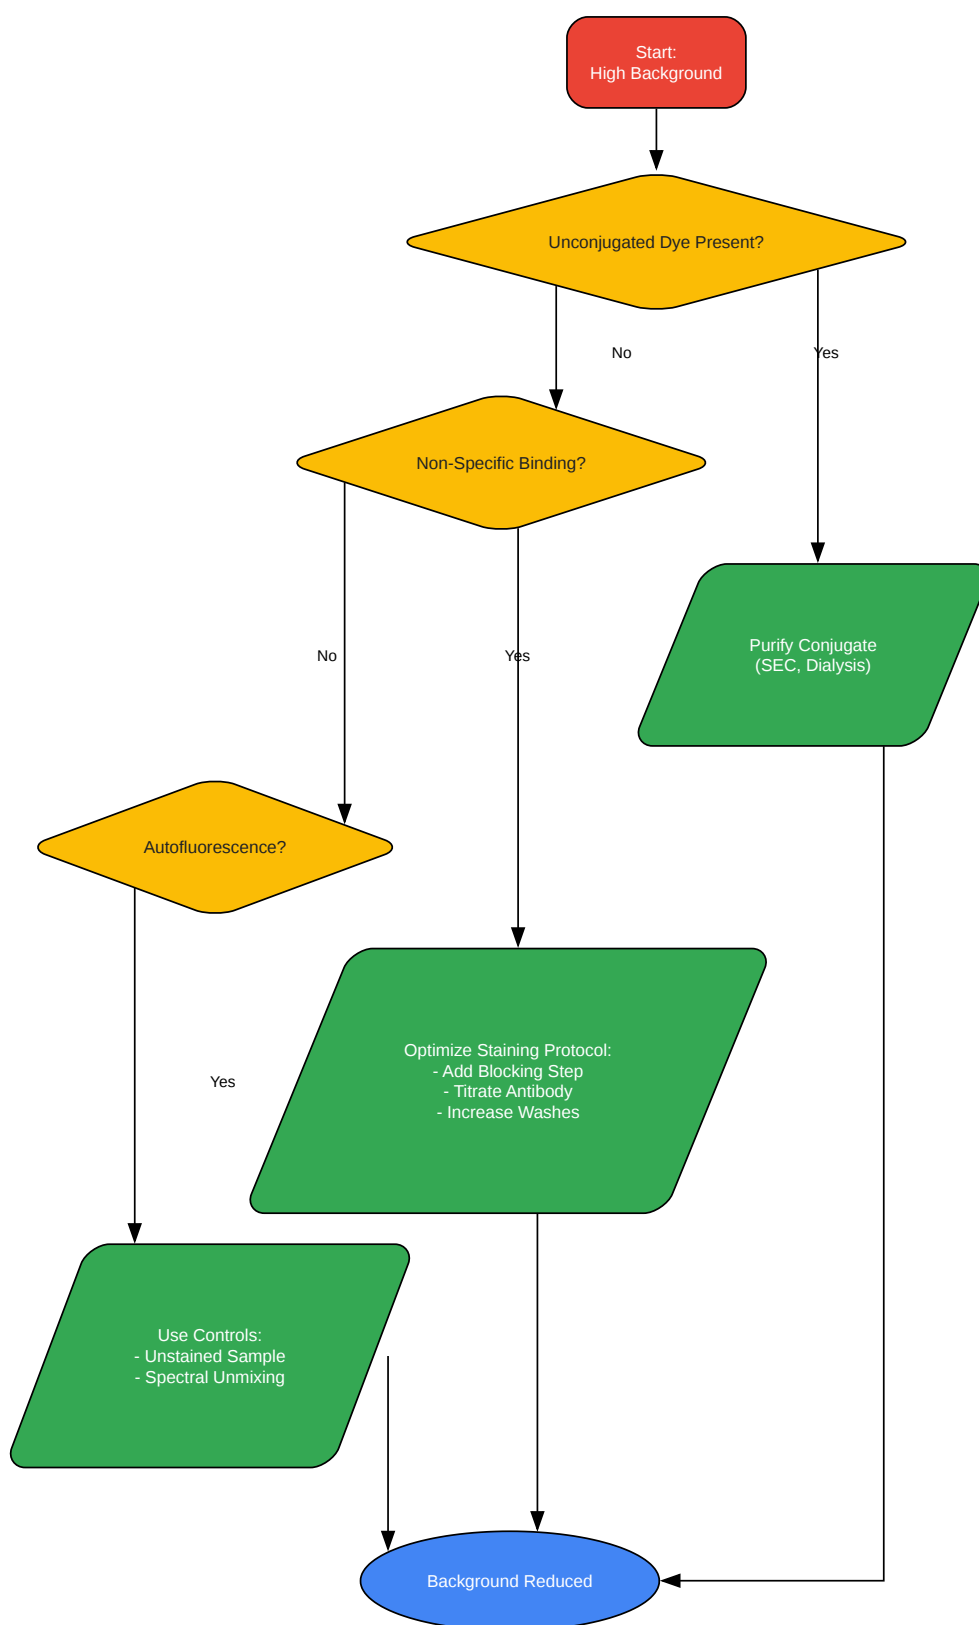 Start:
High Background
Unconjugated Dye Present?
No
Yes
Non-Specific Binding?
Purify Conjugate
(SEC, Dialysis)
No
Yes
Autofluorescence?
Optimize Staining Protocol:
- Add Blocking Step
- Titrate Antibody
- Increase Washes
Yes
Use Controls:
- Unstained Sample
- Spectral Unmixing
Background Reduced